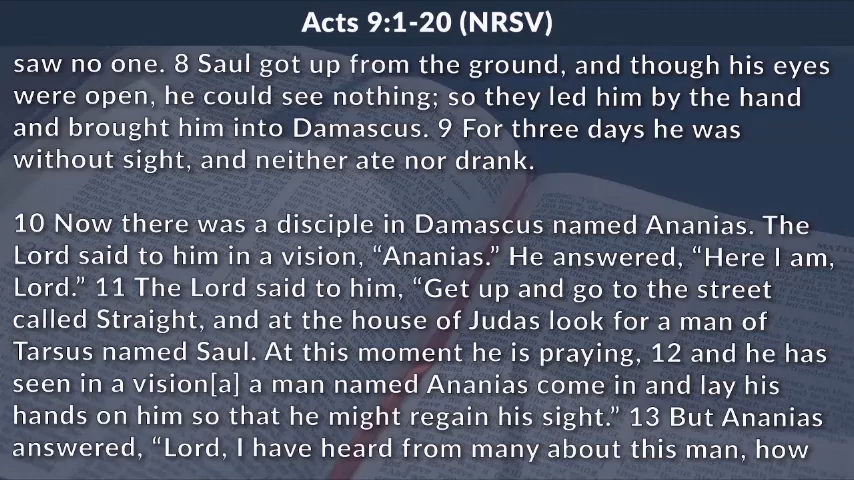 Acts 9:1-20 (NRSV)
saw no one. 8 Saul got up from the ground, and though his eyes
were open, he could see nothing; so they led him by the hand
and brought him into Damascus. 9 For three days he was
without sight, and neither ate nor drank.
10 Now there was a disciple in Damascus named Ananias. The
Lord said to him in a vision, “Ananias.” He answered, “Here I am,
Lord.” 11 The Lord said to him, “Get up and go to the street
called Straight, and at the house of Judas look for a man of
Tarsus named Saul. At this moment he is praying, 12 and he has
seen in a vision[a] a man named Ananias come in and lay his
hands on him so that he might regain his sight.” 13 But Ananias
answered, “Lord, I have heard from many about this man, how